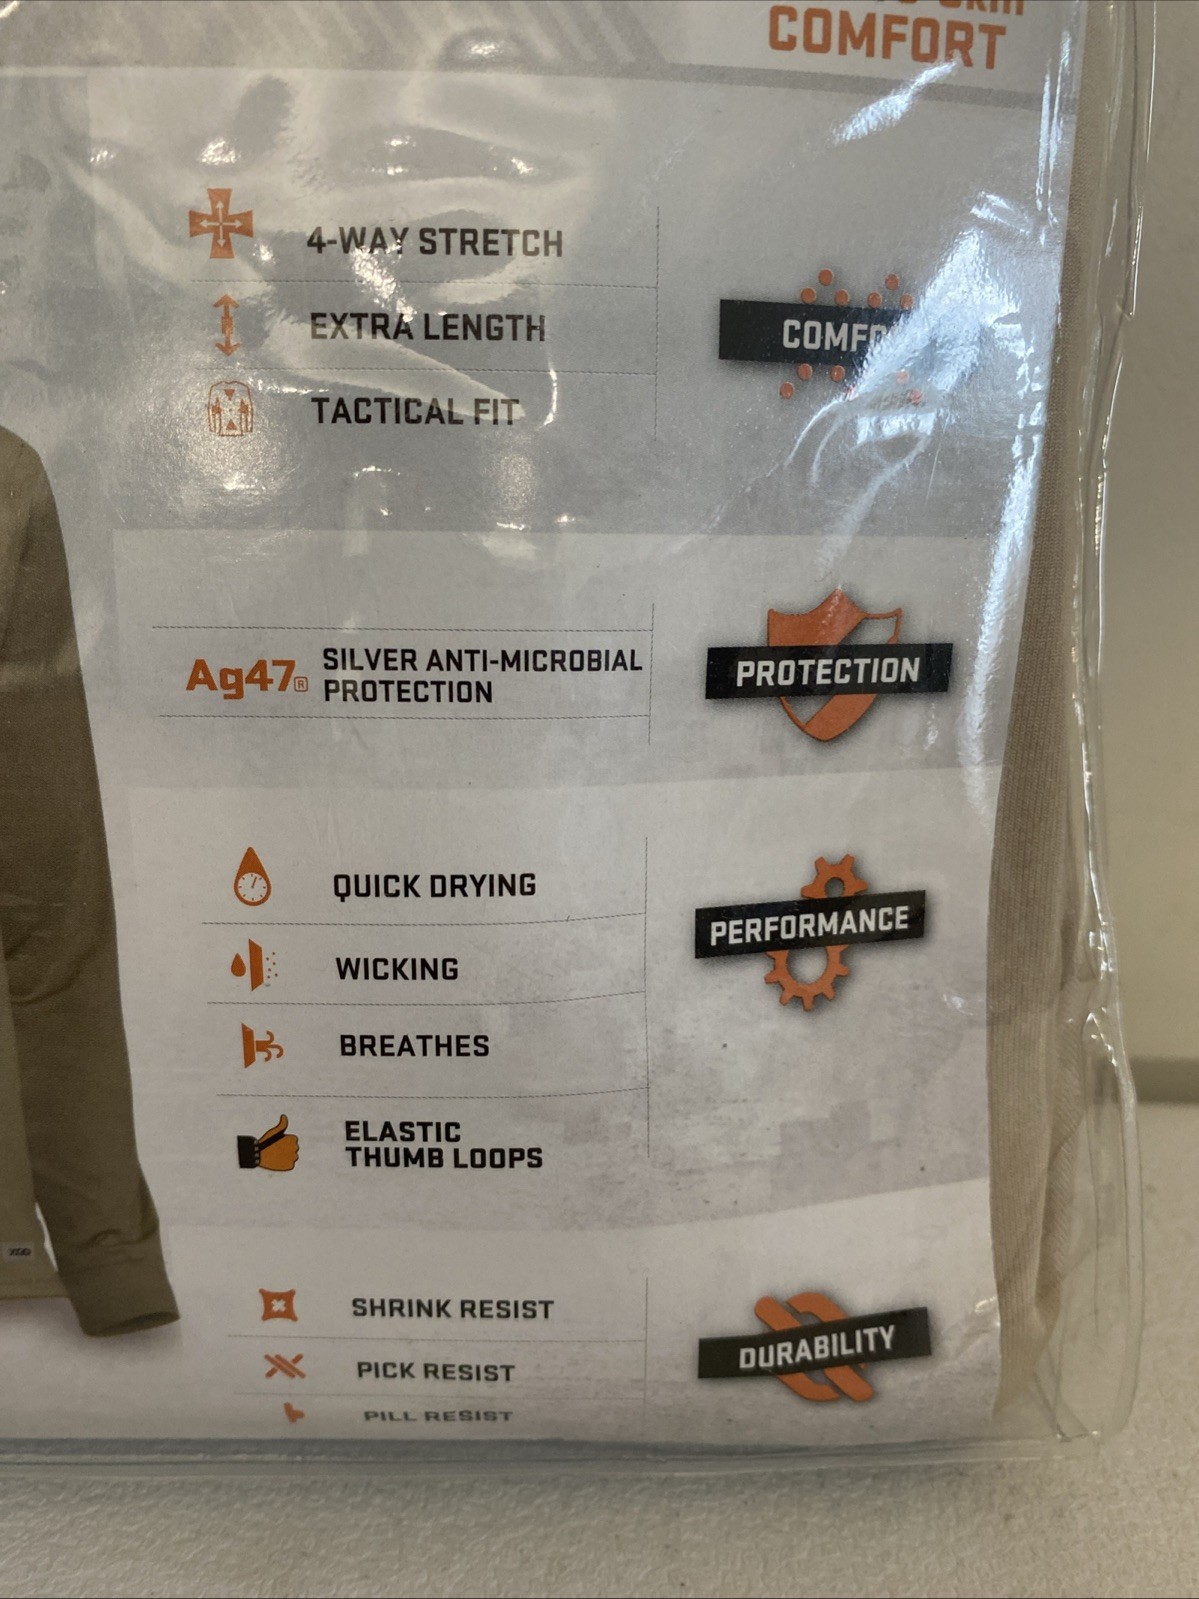 COMFORT
4-WAY STRETCH
EXTRA LENGTH
TACTICAL FIT
Ag47® SILVER ANTI-MICROBIAL
PROTECTION
PROTECTION
QUICK DRYING
WICKING
BREATHES
ELASTIC
THUMB LOOPS
PERFORMANCE
SHRINK RESIST
PICK RESIST
PILL RESIST
DURABILITY
XGO